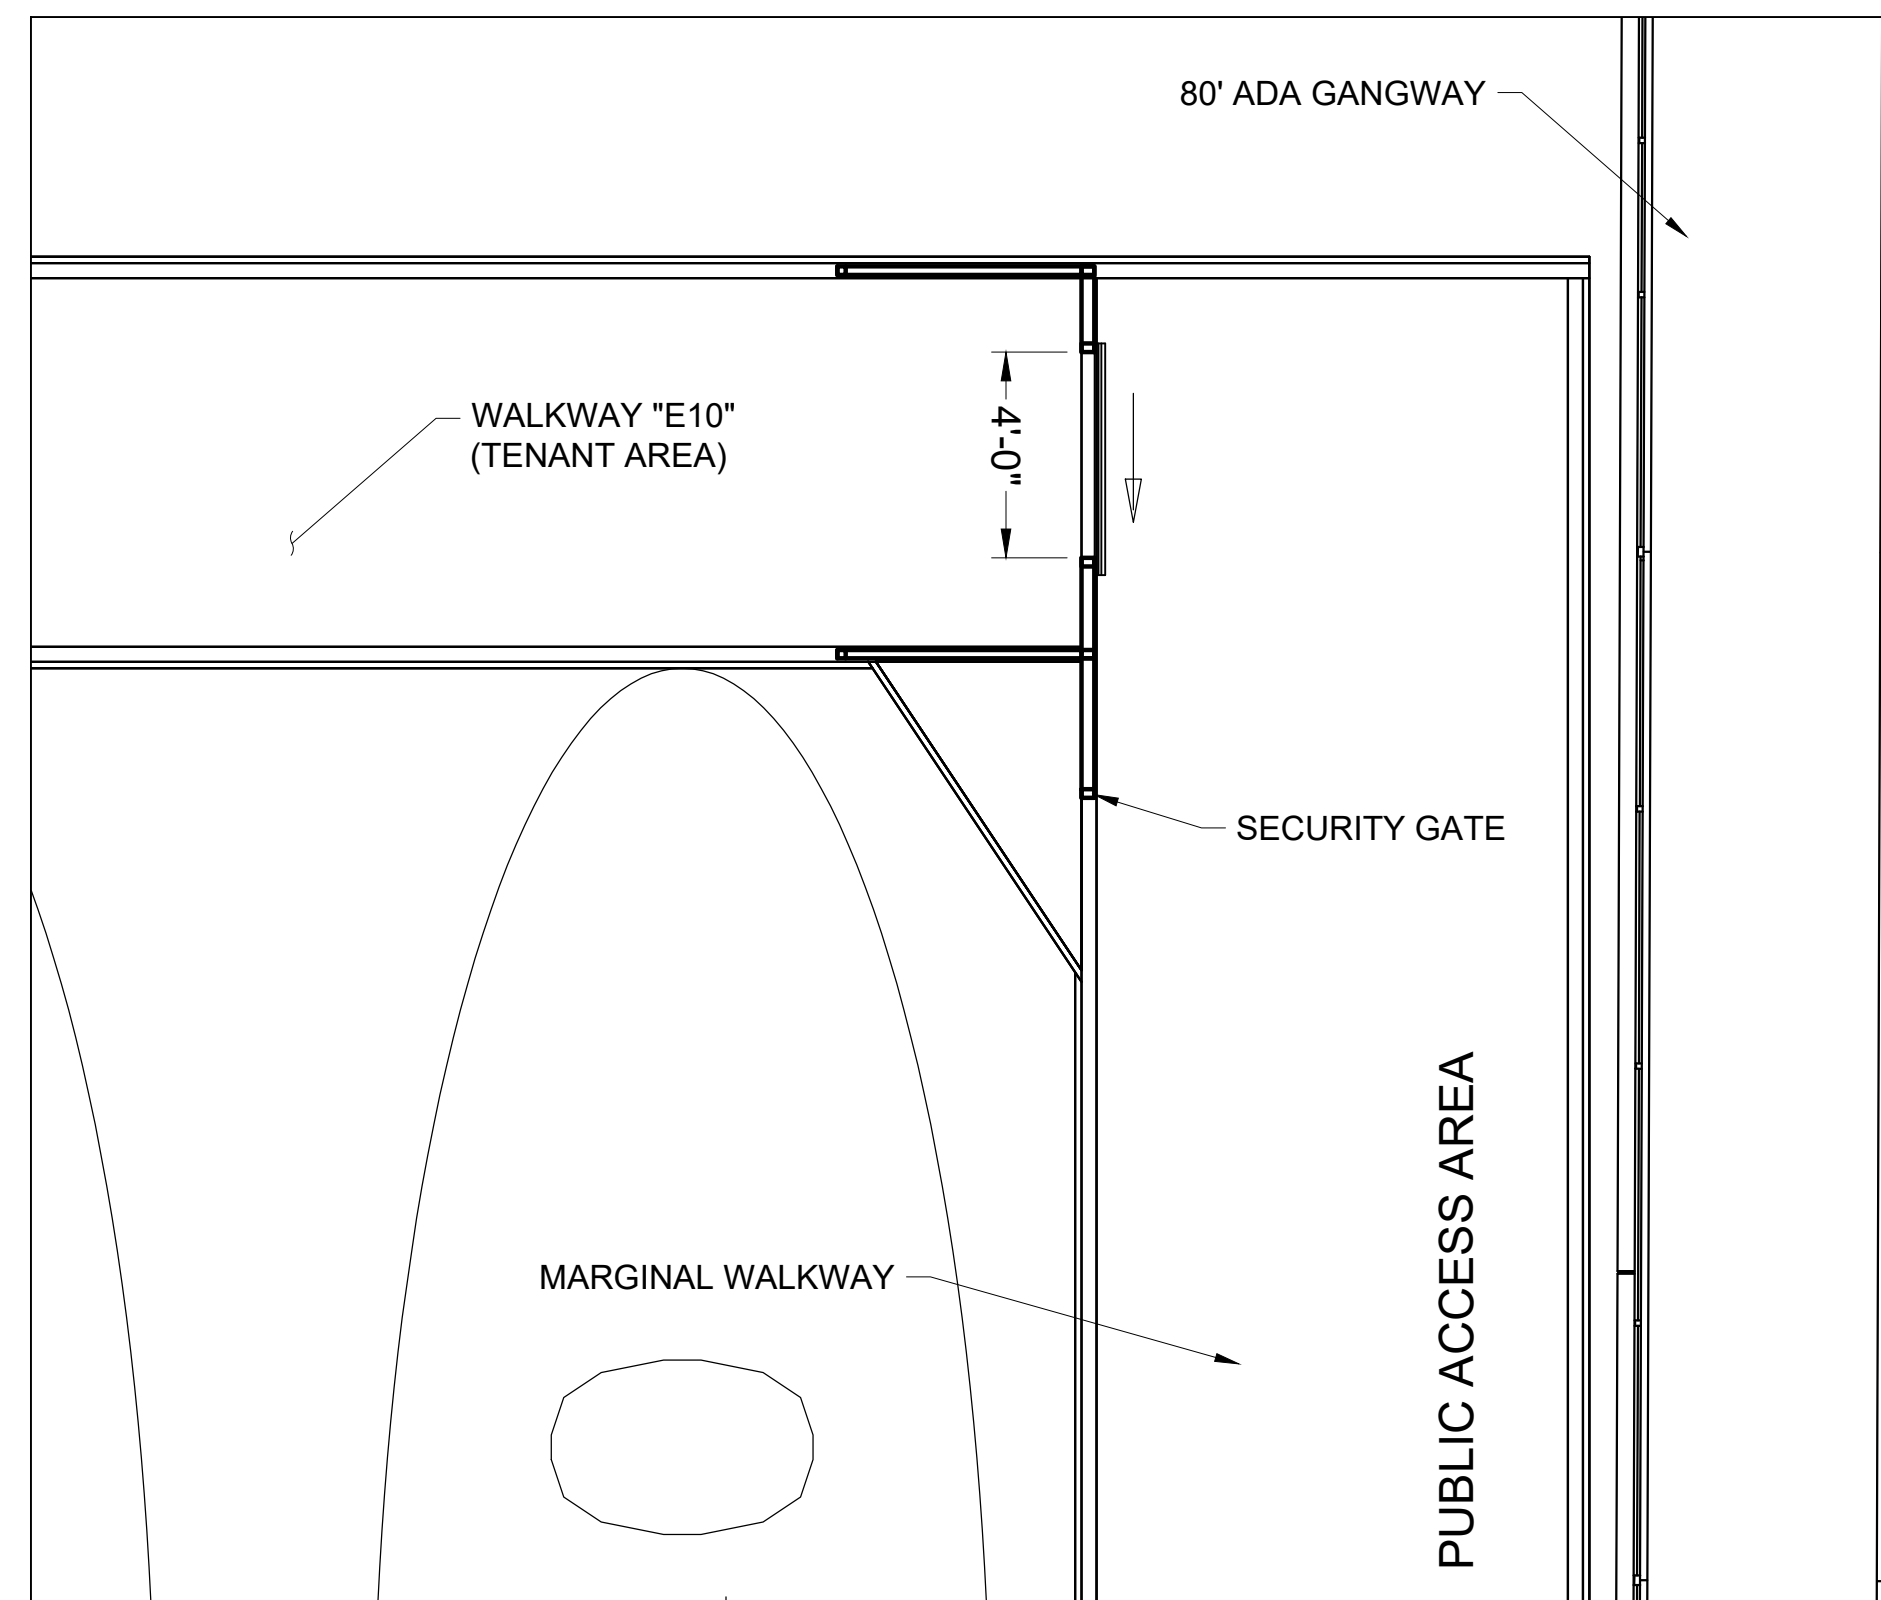 80' ADA GANGWAY
WALKWAY "E10"
(TENANT AREA)
4'-0"
SECURITY GATE
PUBLIC ACCESS AREA
MARGINAL WALKWAY